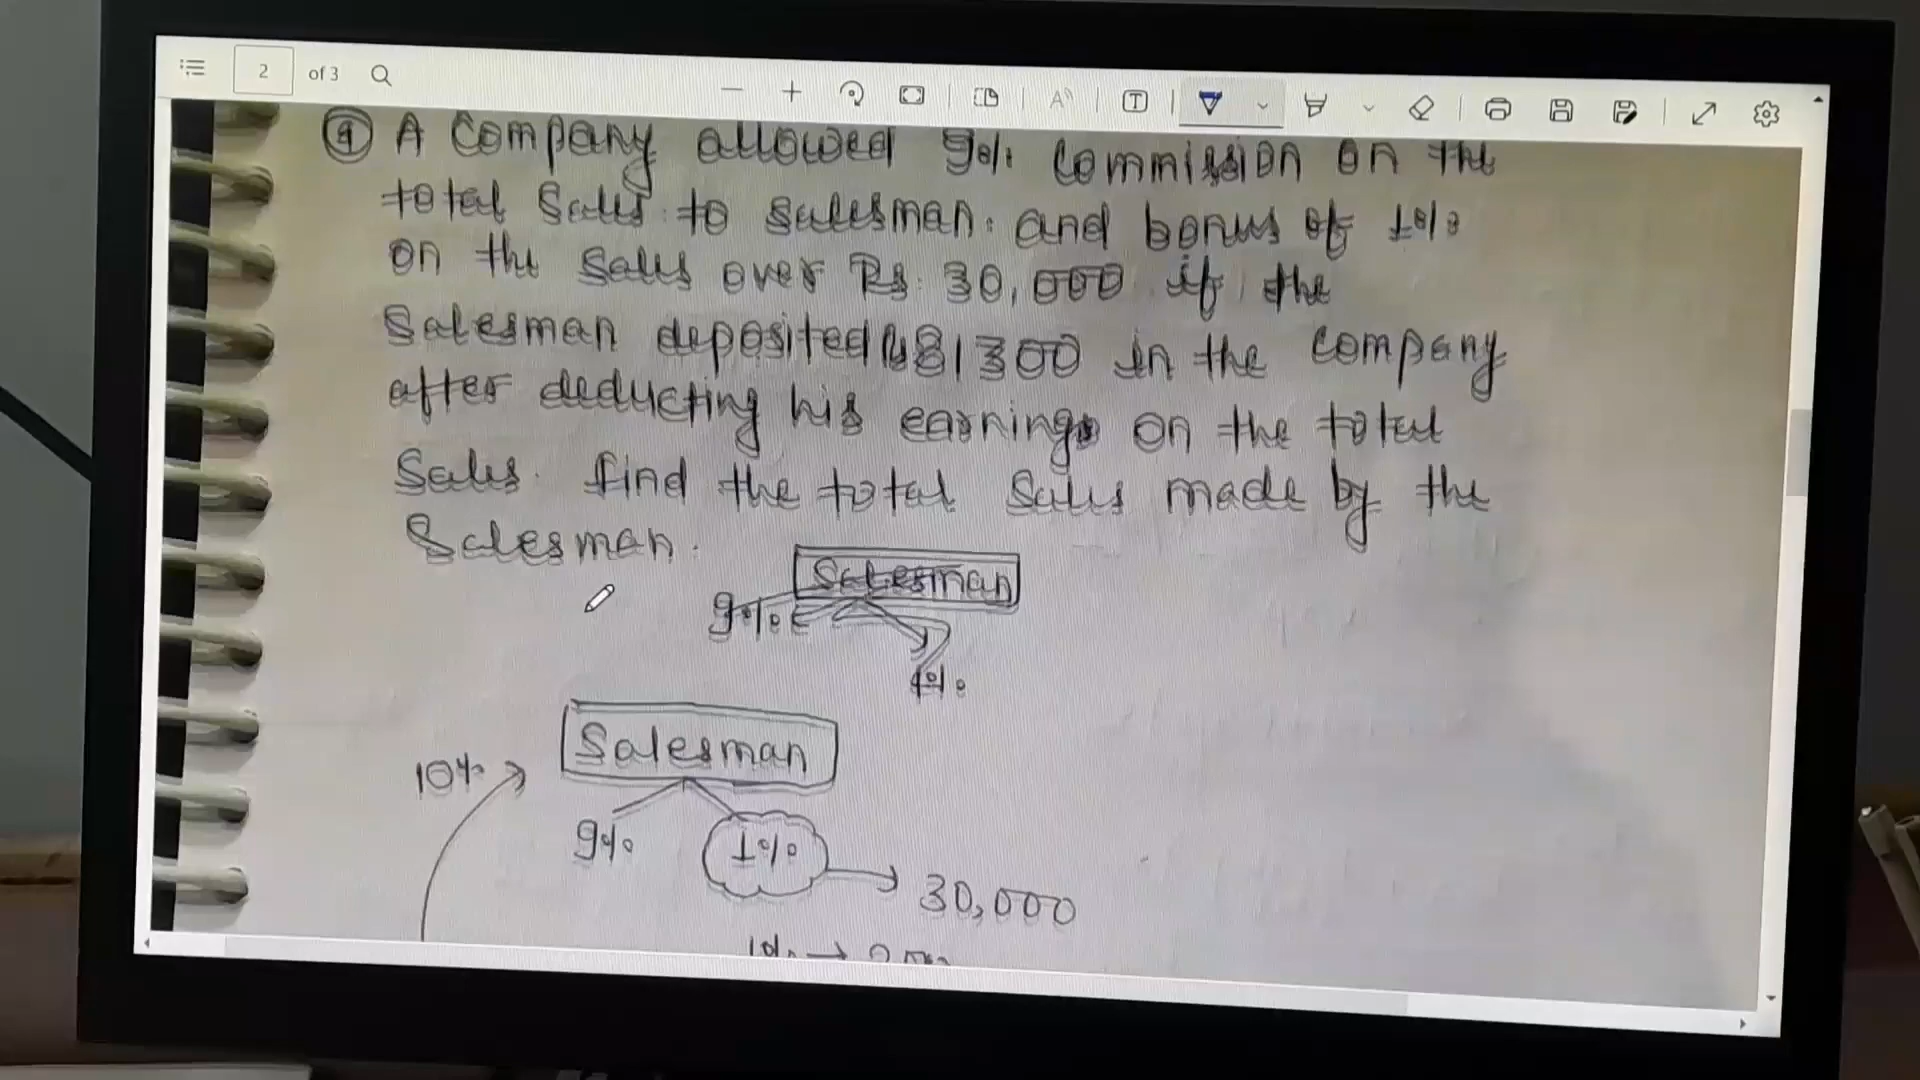 2 of 3
④ A Company allowed 9% Commission on the
total Sales to salesman. and bonus of 1%
on the sales over Rs. 30,000 if the
Salesman deposited Rs 81300 in the company
after deducting his earnings on the total
Sales. find the total Sales made by the
Salesman.
Salesman
9%
1%
Salesman
10%
9% 1%
30,000